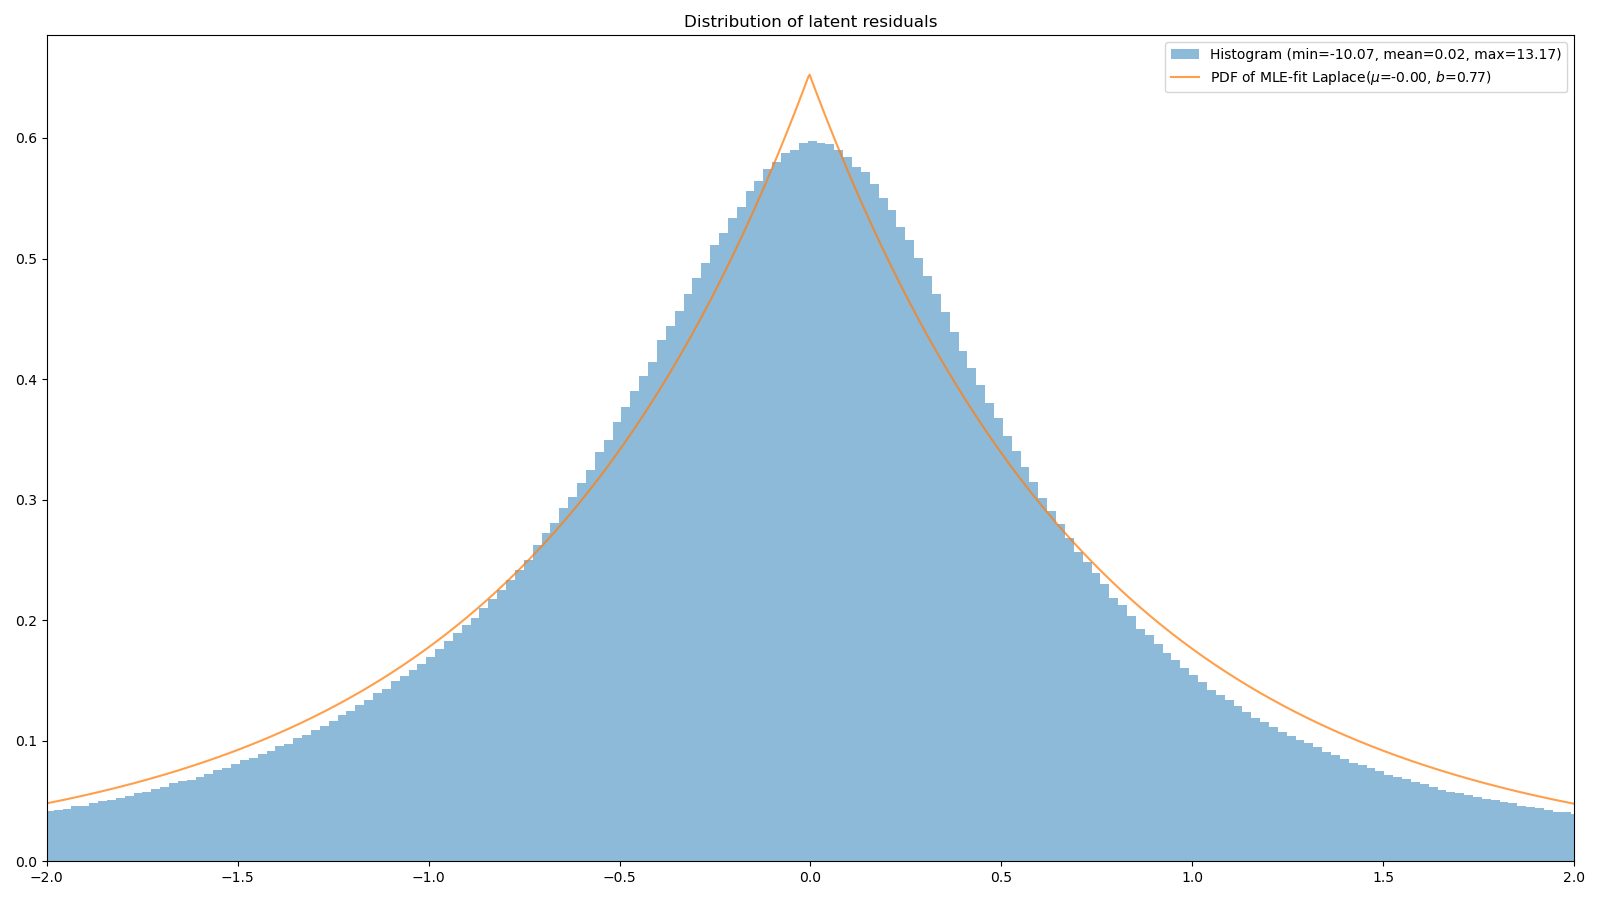 Distribution of latent residuals
Histogram (min=-10.07, mean=0.02, max=13.17)
PDF of MLE-fit Laplace(μ=-0.00, b=0.77)
0.6
0.5
0.4
0.3
0.2
0.1
0.0
−2.0 −1.5 −1.0 −0.5 0.0 0.5 1.0 1.5 2.0